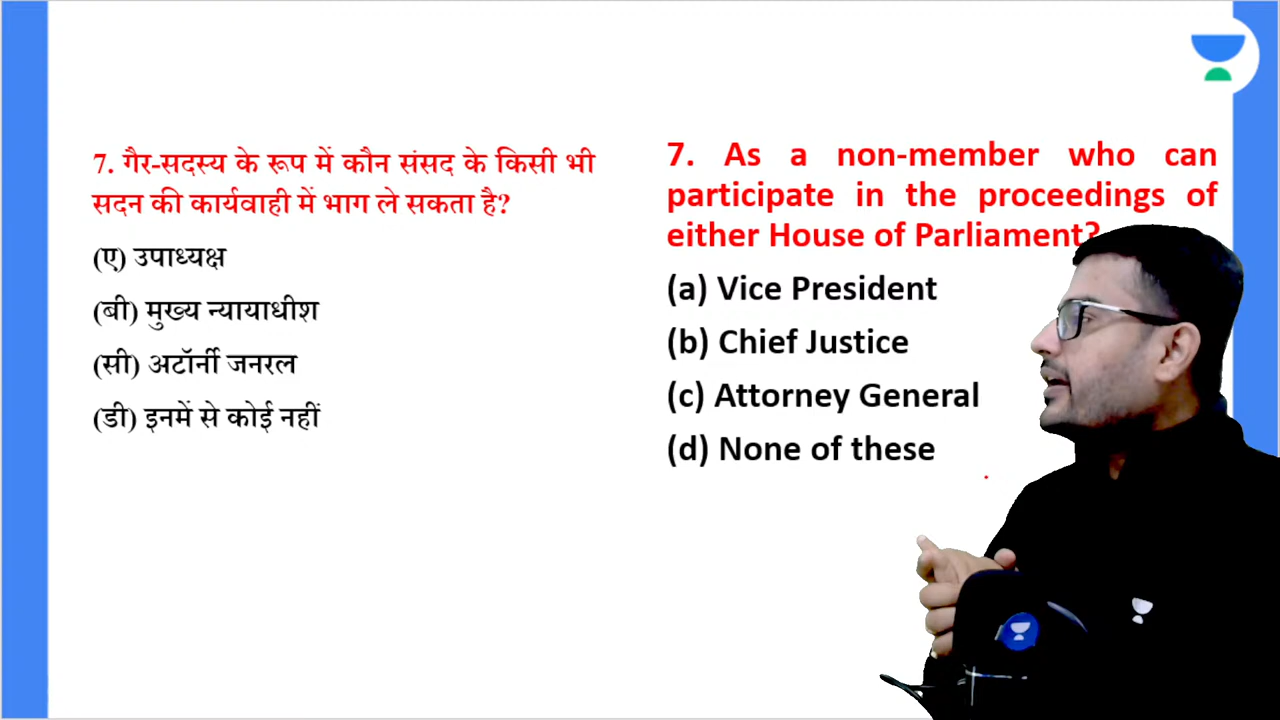 7. गैर-सदस्य के रूप में कौन संसद के किसी भी
सदन की कार्यवाही में भाग ले सकता है?
(ए) उपाध्यक्ष
(बी) मुख्य न्यायाधीश
(सी) अटॉर्नी जनरल
(डी) इनमें से कोई नहीं
7. As a non-member who can
participate in the proceedings of
either House of Parliament?
(a) Vice President
(b) Chief Justice
(c) Attorney General
(d) None of these